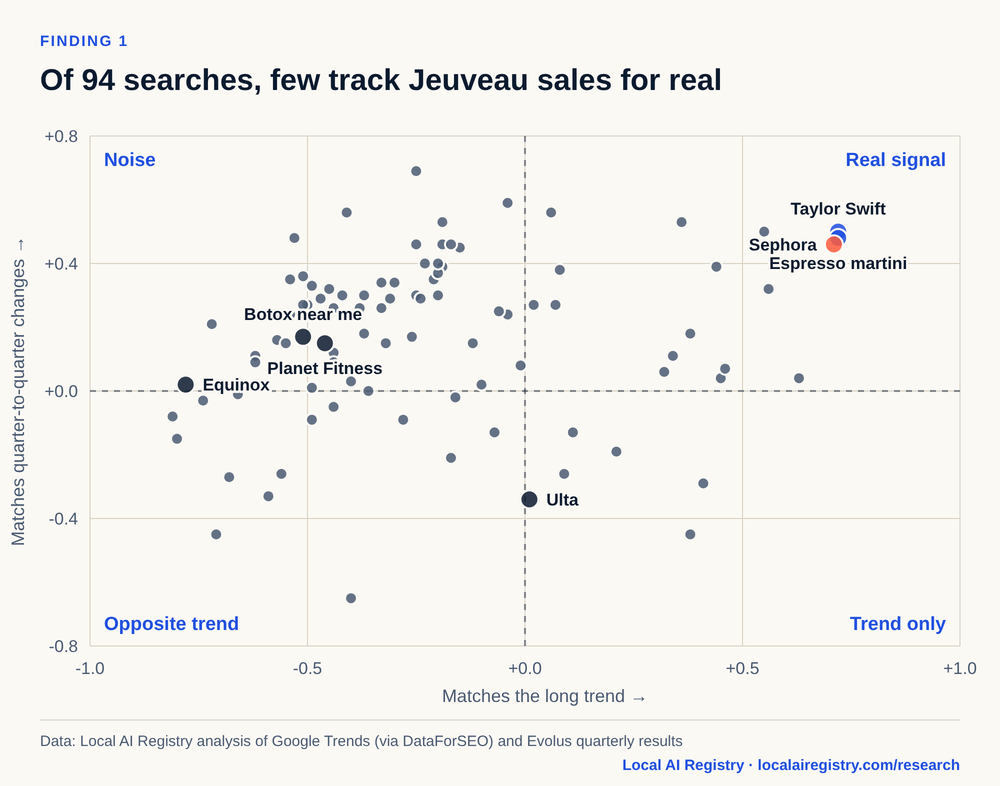 FINDING 1
Of 94 searches, few track Jeuveau sales for real
+0.8
Noise
Real signal
Taylor Swift
Sephora
+0.4
Espresso martini
Botox near me
Planet Fitness
Equinox
+0.0
Matches quarter-to-quarter changes →
Ulta
-0.4
Opposite trend
Trend only
-0.8
-1.0
-0.5
+0.0
+0.5
+1.0
Matches the long trend →
Data: Local AI Registry analysis of Google Trends (via DataForSEO) and Evolus quarterly results
Local AI Registry · localairegistry.com/research